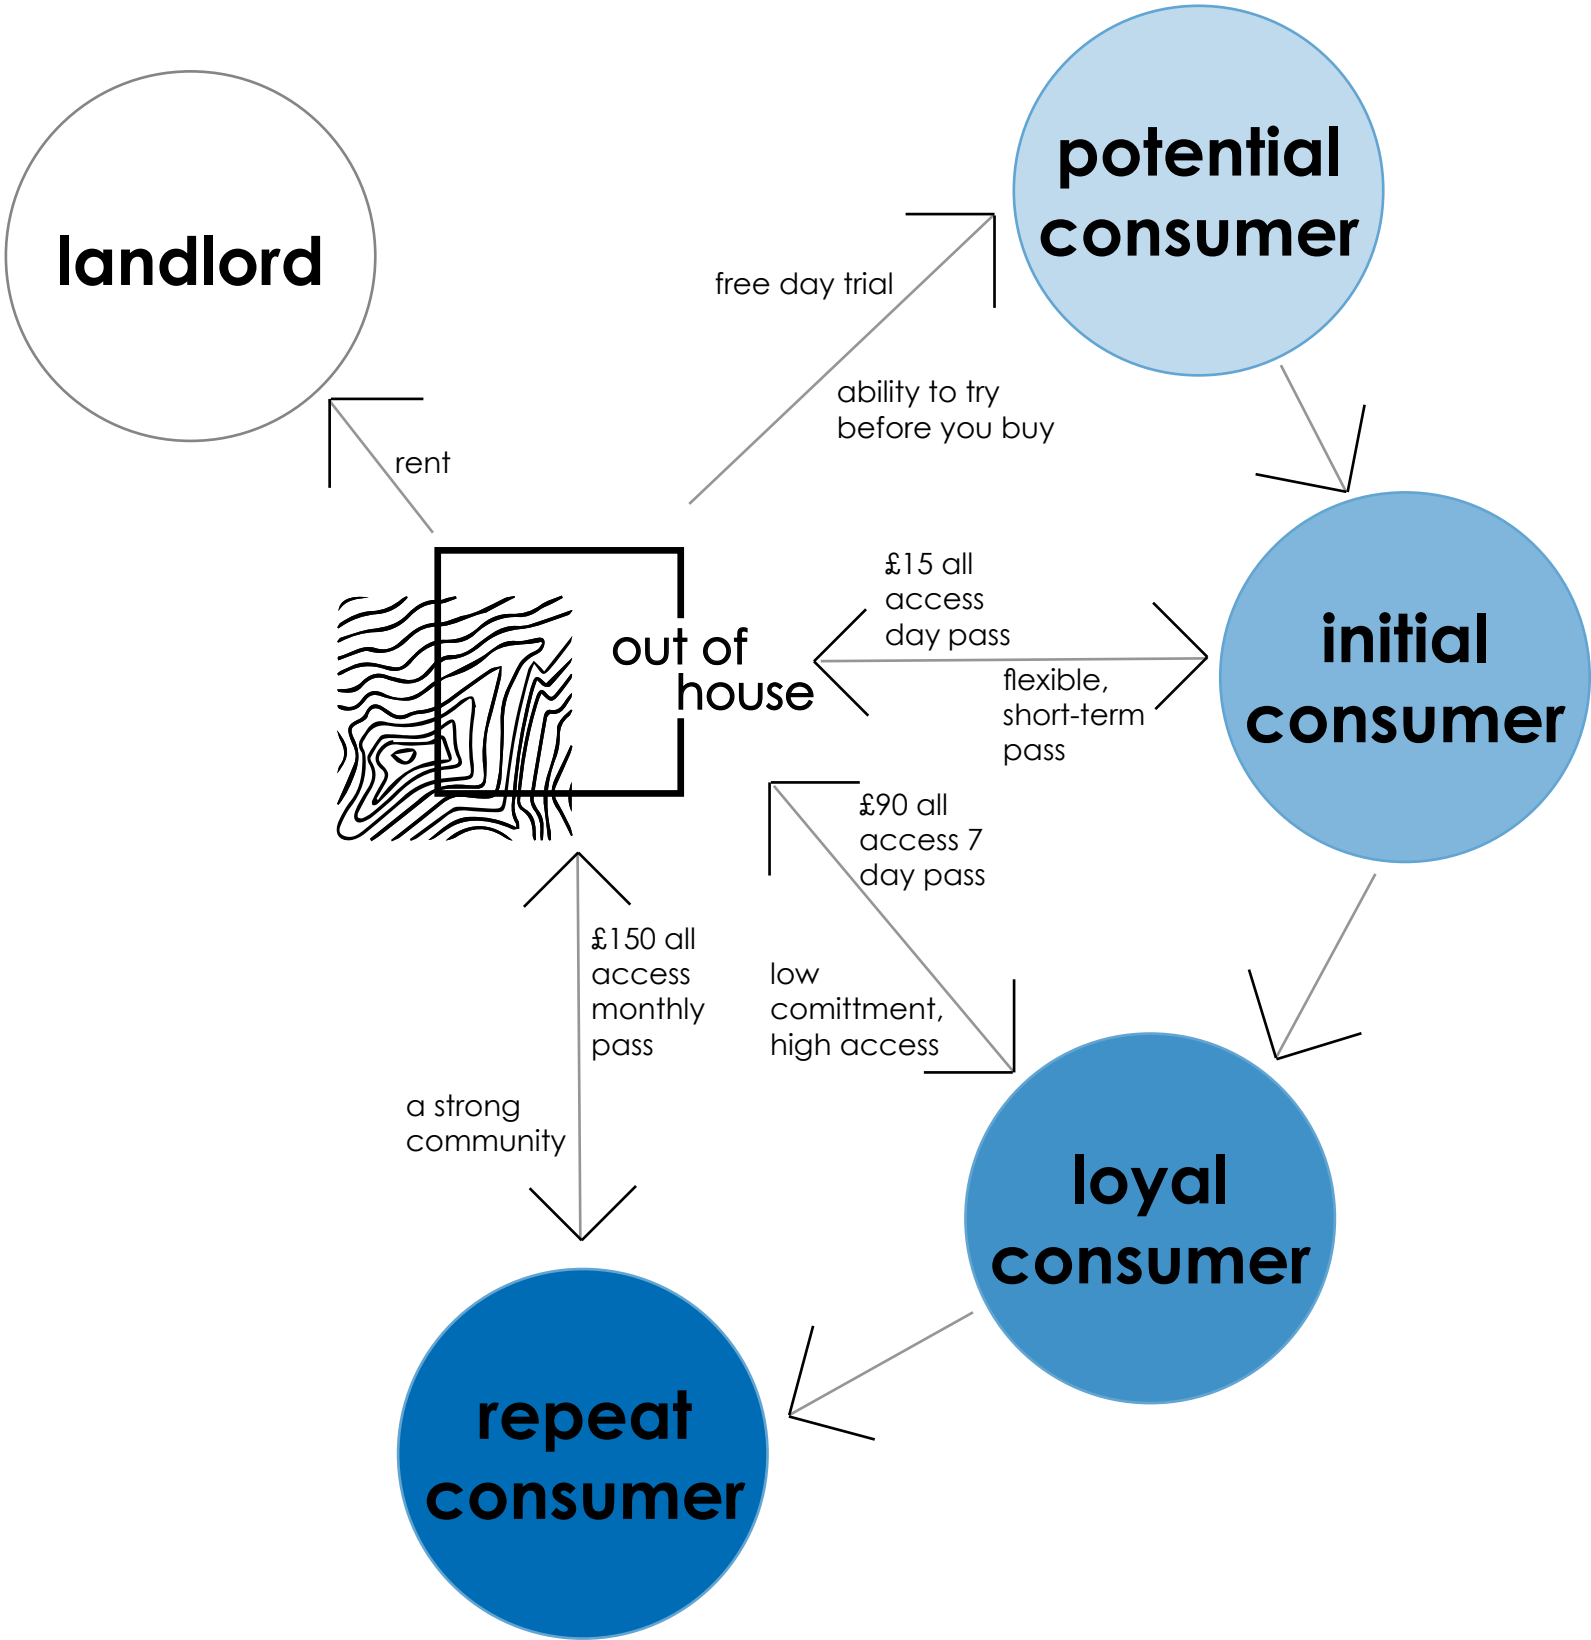 landlord
potential
consumer
free day trial
ability to try
before you buy
rent
£15 all
access
day pass
out of
house
flexible,
short-term
pass
initial
consumer
£90 all
access 7
day pass
£150 all
access
monthly
pass
low
comittment,
high access
a strong
community
loyal
consumer
repeat
consumer